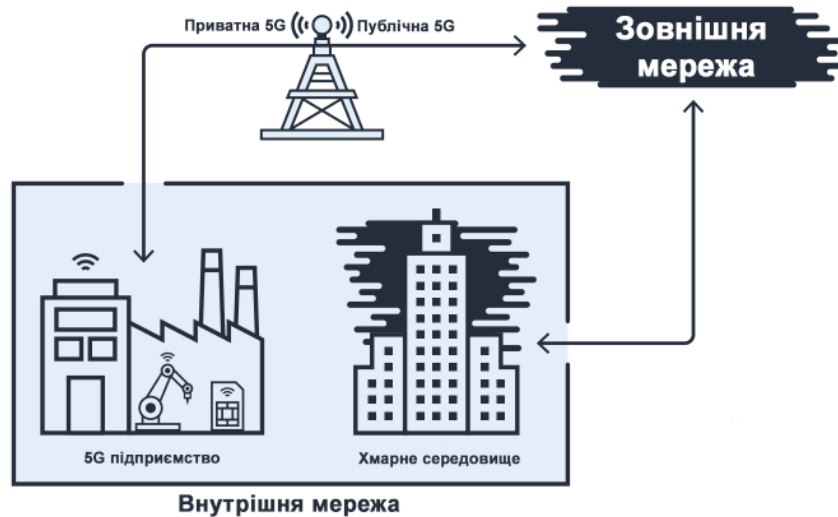 Приватна 5G
Публічна 5G
Зовнішня
мережа
5G підприємство
Хмарне середовище
Внутрішня мережа